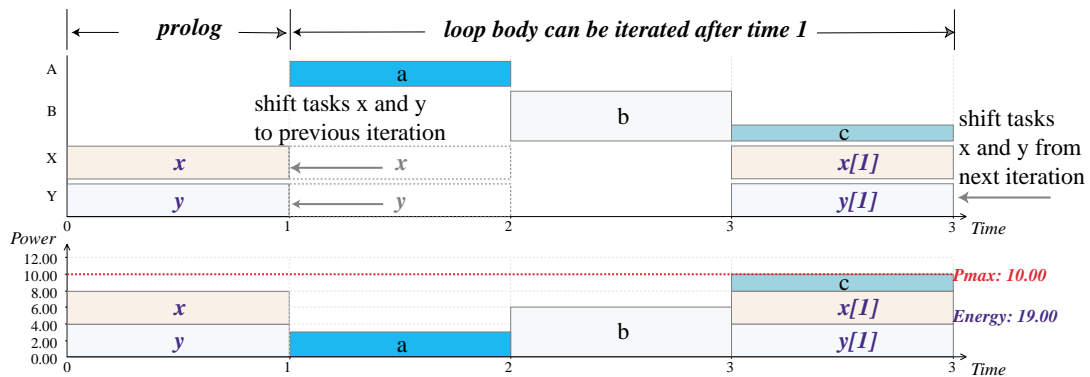 prolog
loop body can be iterated after time 1
A
a
B
b
shift tasks x and y
to previous iteration
c
shift tasks
x and y from
next iteration
X
x
x
x[1]
Y
y
y
y[1]
0
1
2
3
3
Time
Power
12.00
10.00
Pmax: 10.00
8.00
6.00
4.00
2.00
0.00
x
y
a
b
c
x[1]
y[1]
Energy: 19.00
0
1
2
3
3
Time